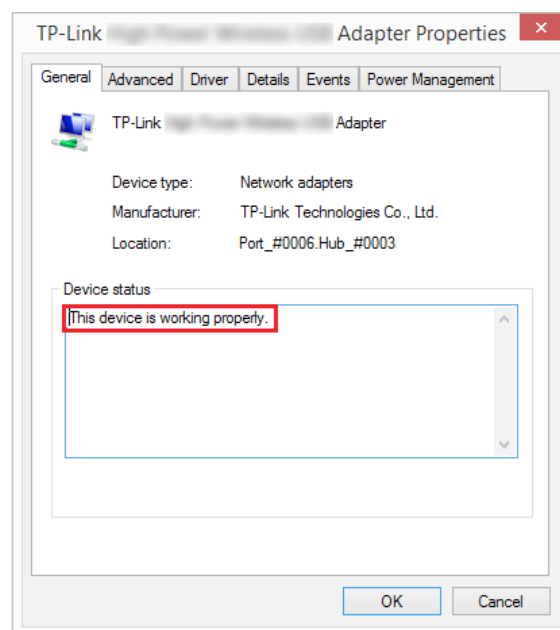 TP-Link Adapter Properties
General Advanced Driver Details Events Power Management
TP-Link Adapter
Device type: Network adapters
Manufacturer: TP-Link Technologies Co., Ltd.
Location: Port_#0006.Hub_#0003
Device status
This device is working properly.
OK Cancel